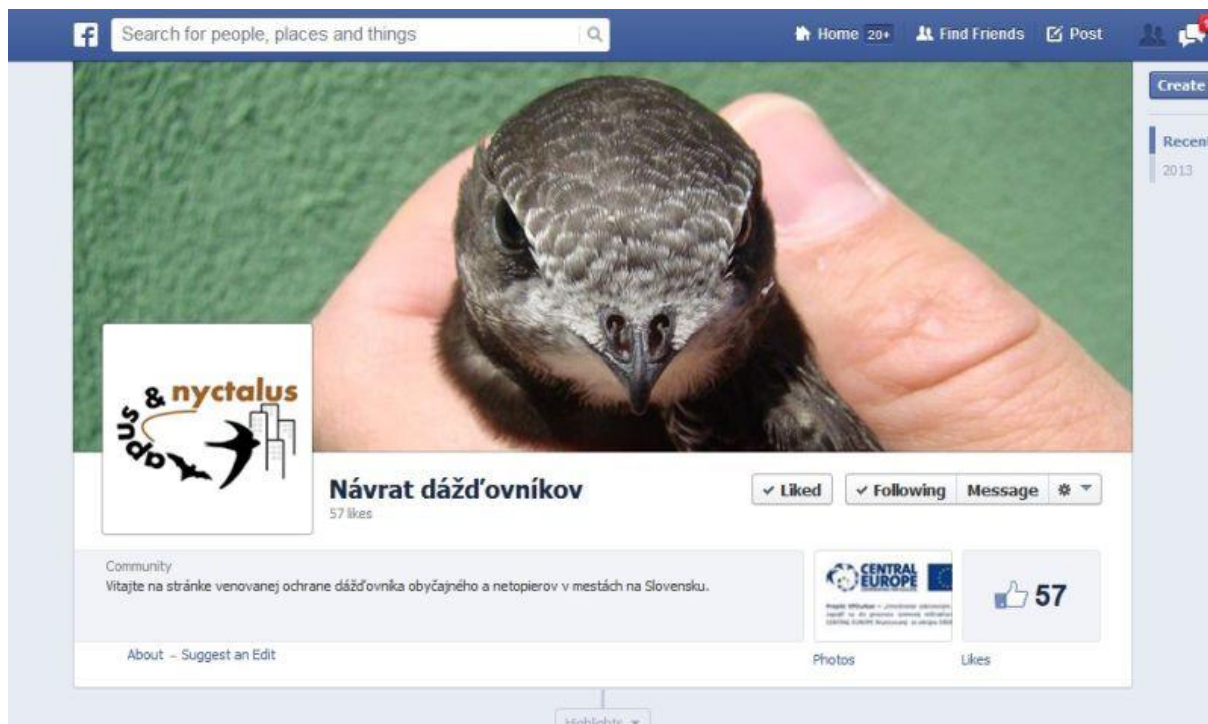 f
Search for people, places and things
Home 20+
Find Friends
Post
Create
Recent
2013
apus & nyctalus
Návrat dážďovníkov
57 likes
Liked
Following
Message
Community
Vitajte na stránke venovanej ochrane dážďovníka obyčajného a netopierov v mestách na Slovensku.
CENTRAL
EUROPE
57
About – Suggest an Edit
Photos
Likes
Highlights